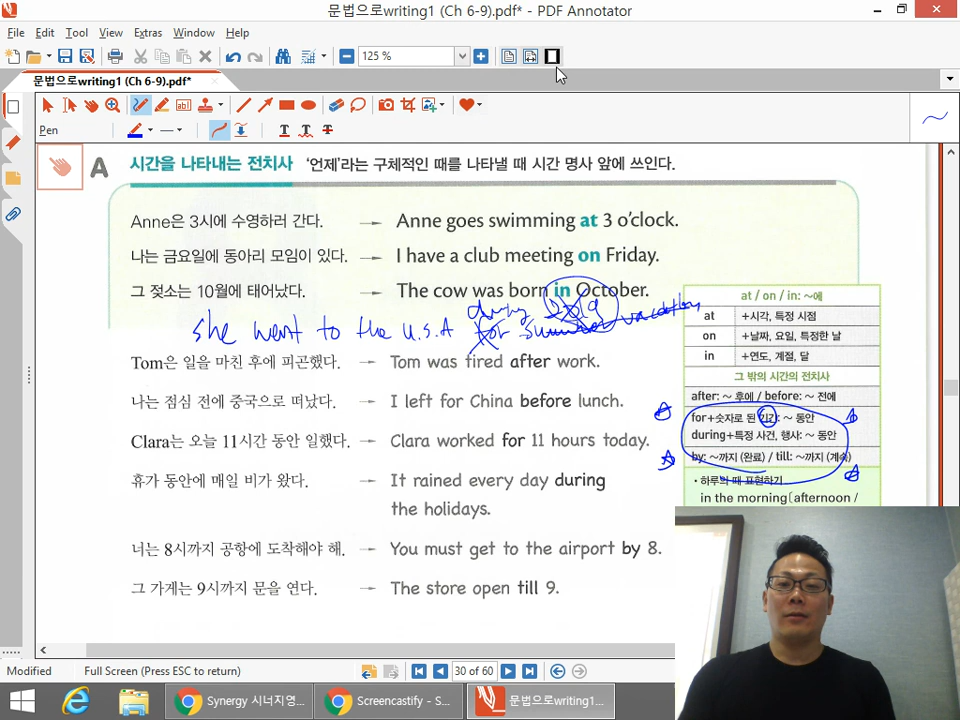 문법으로writing1 (Ch 6-9).pdf* - PDF Annotator
File Edit Tool View Extras Window Help
125 %
문법으로writing1 (Ch 6-9).pdf*
Pen
A 시간을 나타내는 전치사 '언제'라는 구체적인 때를 나타낼 때 시간 명사 앞에 쓰인다.
Anne은 3시에 수영하러 간다. → Anne goes swimming at 3 o'clock.
나는 금요일에 동아리 모임이 있다. → I have a club meeting on Friday.
그 젖소는 10월에 태어났다. → The cow was born in October.
during
she went to the U.S.A for summer vacation
Tom은 일을 마친 후에 피곤했다. → Tom was tired after work.
나는 점심 전에 중국으로 떠났다. → I left for China before lunch.
Clara는 오늘 11시간 동안 일했다. → Clara worked for 11 hours today.
휴가 동안에 매일 비가 왔다. → It rained every day during
the holidays.
너는 8시까지 공항에 도착해야 해. → You must get to the airport by 8.
그 가게는 9시까지 문을 연다. → The store open till 9.
at / on / in: ~에
at +시각, 특정 시점
on +날짜, 요일, 특정한 날
in +연도, 계절, 달
그 밖의 시간의 전치사
after: ~ 후에 / before: ~ 전에
for+숫자로 된 기간: ~ 동안
during+특정 사건, 행사: ~ 동안
by: ~까지 (완료) / till: ~까지 (계속)
• 하루의 때 표현하기
in the morning[afternoon /
Modified Full Screen (Press ESC to return) 30 of 60
Synergy 시너지영... Screencastify - S... 문법으로writing1...